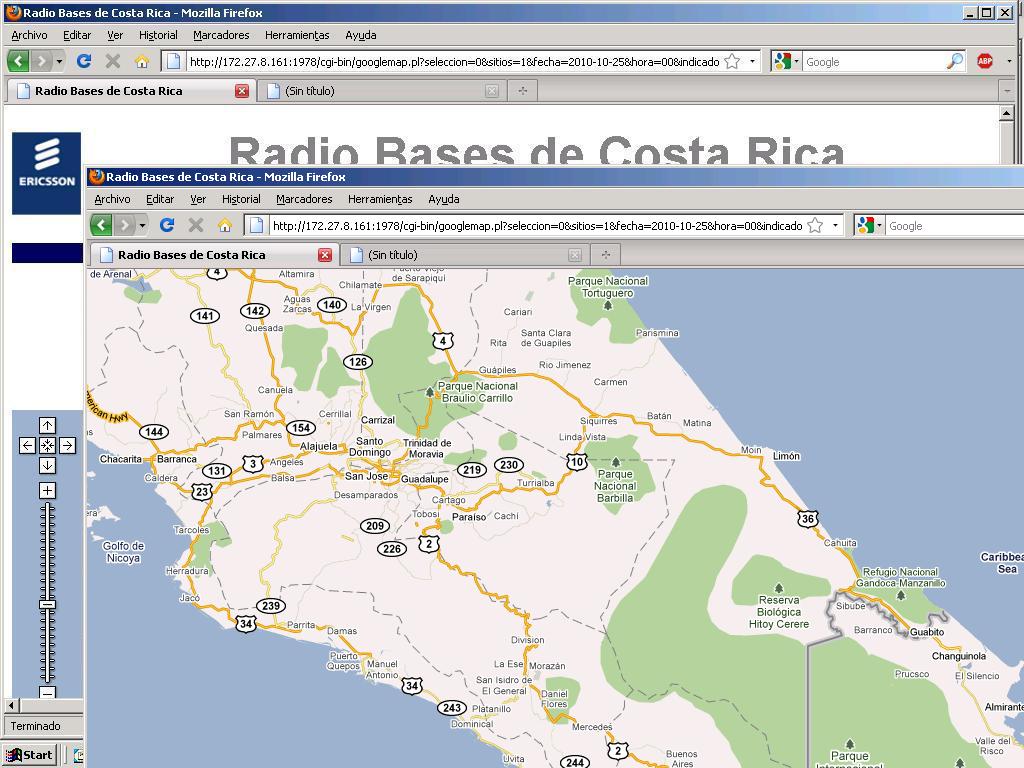 Radio Bases de Costa Rica - Mozilla Firefox
Archivo Editar Ver Historial Marcadores Herramientas Ayuda
http://172.27.8.161:1978/cgi-bin/googlemap.pl?seleccion=0&sitios=1&fecha=2010-10-25&hora=00&indicado
Google
ABP
Radio Bases de Costa Rica
(Sin título)
ERICSSON
Radio Bases de Costa Rica
Radio Bases de Costa Rica - Mozilla Firefox
Archivo Editar Ver Historial Marcadores Herramientas Ayuda
http://172.27.8.161:1978/cgi-bin/googlemap.pl?seleccion=0&sitios=1&fecha=2010-10-25&hora=00&indicado
Google
Radio Bases de Costa Rica
(Sin título)
de Arenal
4
Altamira
Chilamate
Puerto Viejo
de Sarapiqui
Parque Nacional
Tortuguero
141
142
Aguas
Zarcas
140
La Virgen
Cariari
Quesada
4
Santa Clara
de Guapiles
Rita
Parismina
126
Guápiles
Rio Jimenez
Carmen
Canuela
Parque Nacional
Braulio Carrillo
San Ramón
Cerrillal
Carrizal
Siquirres
Batán
Matina
144
Palmares
154
Alajuela
Santo
Domingo
Trinidad de
Moravia
Linda Vista
Moin
Limón
Chacarita
Barranca
131
3
Angeles
219
230
10
Caldera
23
Balsa
San Jose
Guadalupe
Turrialba
Parque
Nacional
Barbilla
Desamparados
Cartago
Tobosi
Paraíso
Cachí
36
Tarcoles
209
226
2
Golfo de
Nicoya
Cahuita
Caribbea
Sea
Herradura
Refugio Nacional
Gandoca-Manzanillo
Jacó
239
Reserva
Biológica
Hitoy Cerere
Sibube
34
Parrita
Damas
Barranco
Guabito
Division
Puerto
Quepos
Manuel
Antonio
La Ese
Morazán
Changuinola
Prucsco
El Silencio
34
San Isidro de
El General
Daniel
Flores
243
Platanillo
Dominical
Almirante
Mercedes
Valle del
Risco
2
Uvita
244
Buenos
Aires
Parque
Internacional
Terminado
Start